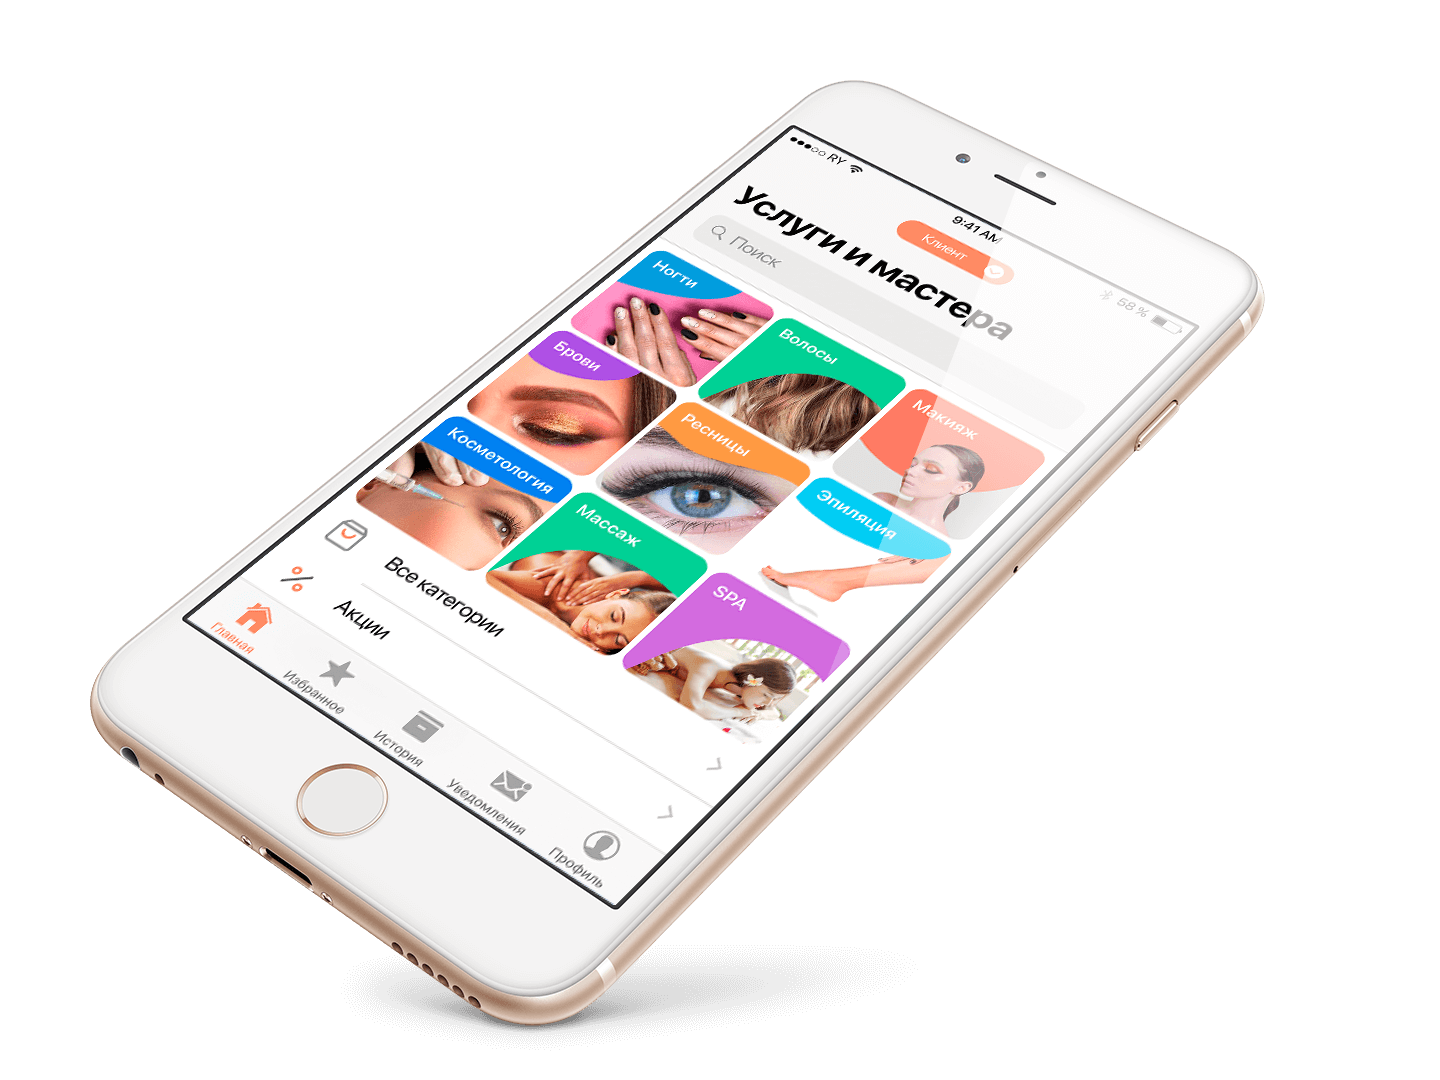 RY
9:41 AM
58 %
Услуги и мастера
Клиент
Поиск
Ногти
Волосы
Макияж
Брови
Ресницы
Эпиляция
Косметология
Массаж
SPA
Все категории
Акции
Главная
Избранное
История
Уведомления
Профиль